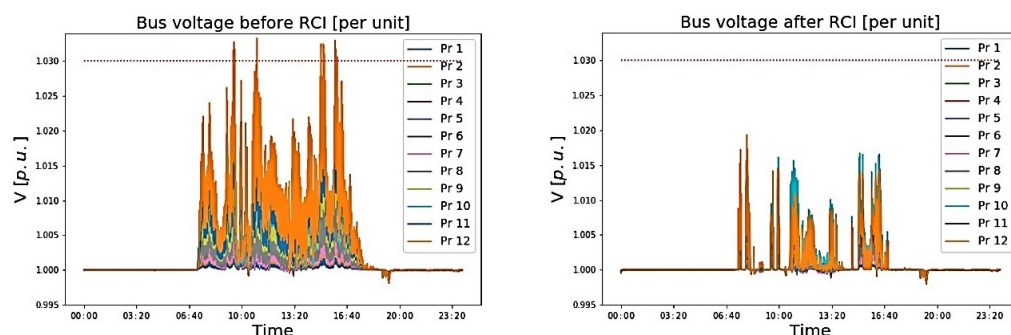 Bus voltage before RCI [per unit]
V [p.u.]
1.030
1.025
1.020
1.015
1.010
1.005
1.000
0.995
Pr 1
Pr 2
Pr 3
Pr 4
Pr 5
Pr 6
Pr 7
Pr 8
Pr 9
Pr 10
Pr 11
Pr 12
00:00 03:20 06:40 10:00 13:20 16:40 20:00 23:20
Time
Bus voltage after RCI [per unit]
V [p.u.]
1.030
1.025
1.020
1.015
1.010
1.005
1.000
0.995
Pr 1
Pr 2
Pr 3
Pr 4
Pr 5
Pr 6
Pr 7
Pr 8
Pr 9
Pr 10
Pr 11
Pr 12
00:00 03:20 06:40 10:00 13:20 16:40 20:00 23:20
Time